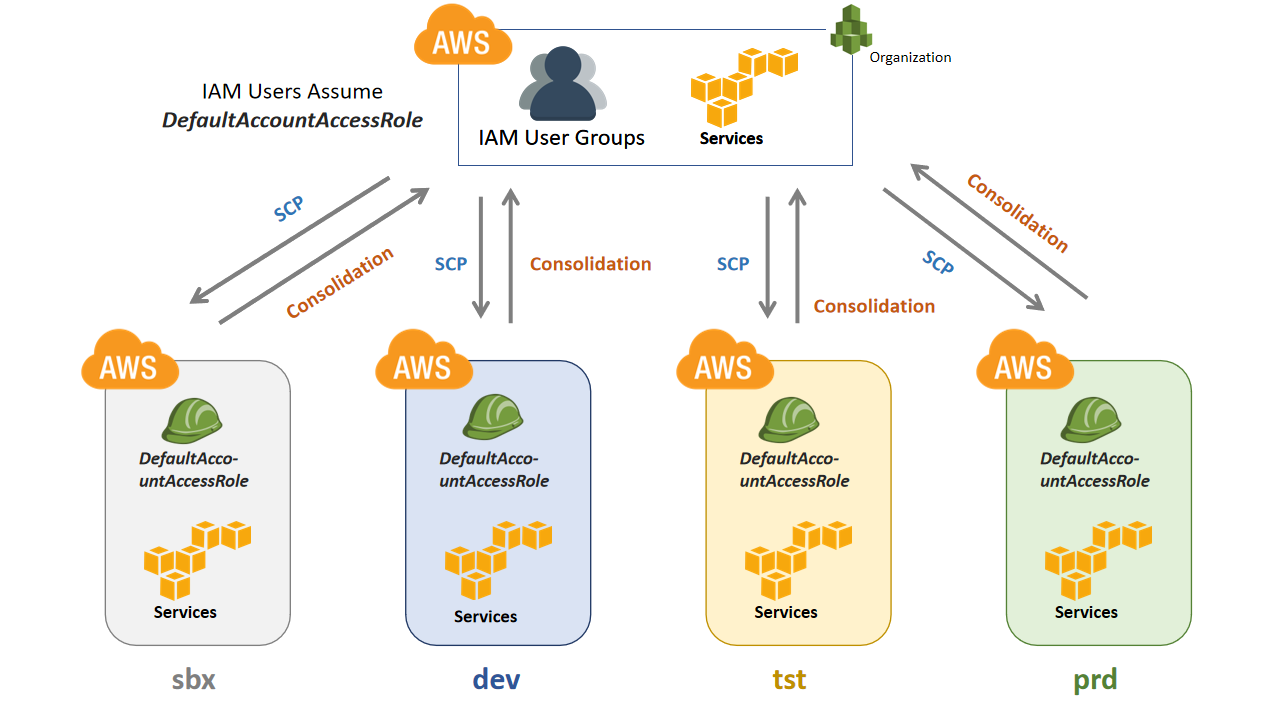 AWS
Organization
IAM Users Assume
DefaultAccountAccessRole
IAM User Groups
Services
SCP
Consolidation
SCP
Consolidation
SCP
Consolidation
SCP
Consolidation
AWS
DefaultAcco-
untAccessRole
Services
sbx
AWS
DefaultAcco-
untAccessRole
Services
dev
AWS
DefaultAcco-
untAccessRole
Services
tst
AWS
DefaultAcco-
untAccessRole
Services
prd